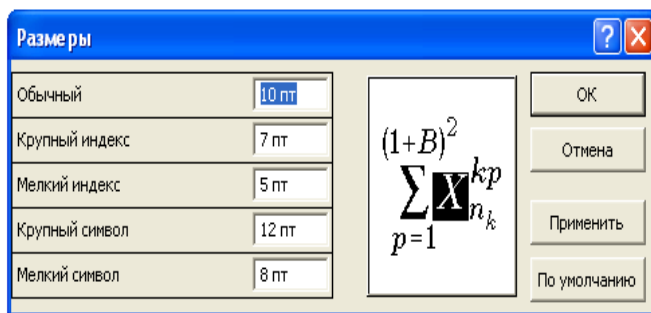 Размеры
Обычный 10 пт
Крупный индекс 7 пт
Мелкий индекс 5 пт
Крупный символ 12 пт
Мелкий символ 8 пт
(1+B)²
∑ X kp
n_k
p=1
ОК
Отмена
Применить
По умолчанию